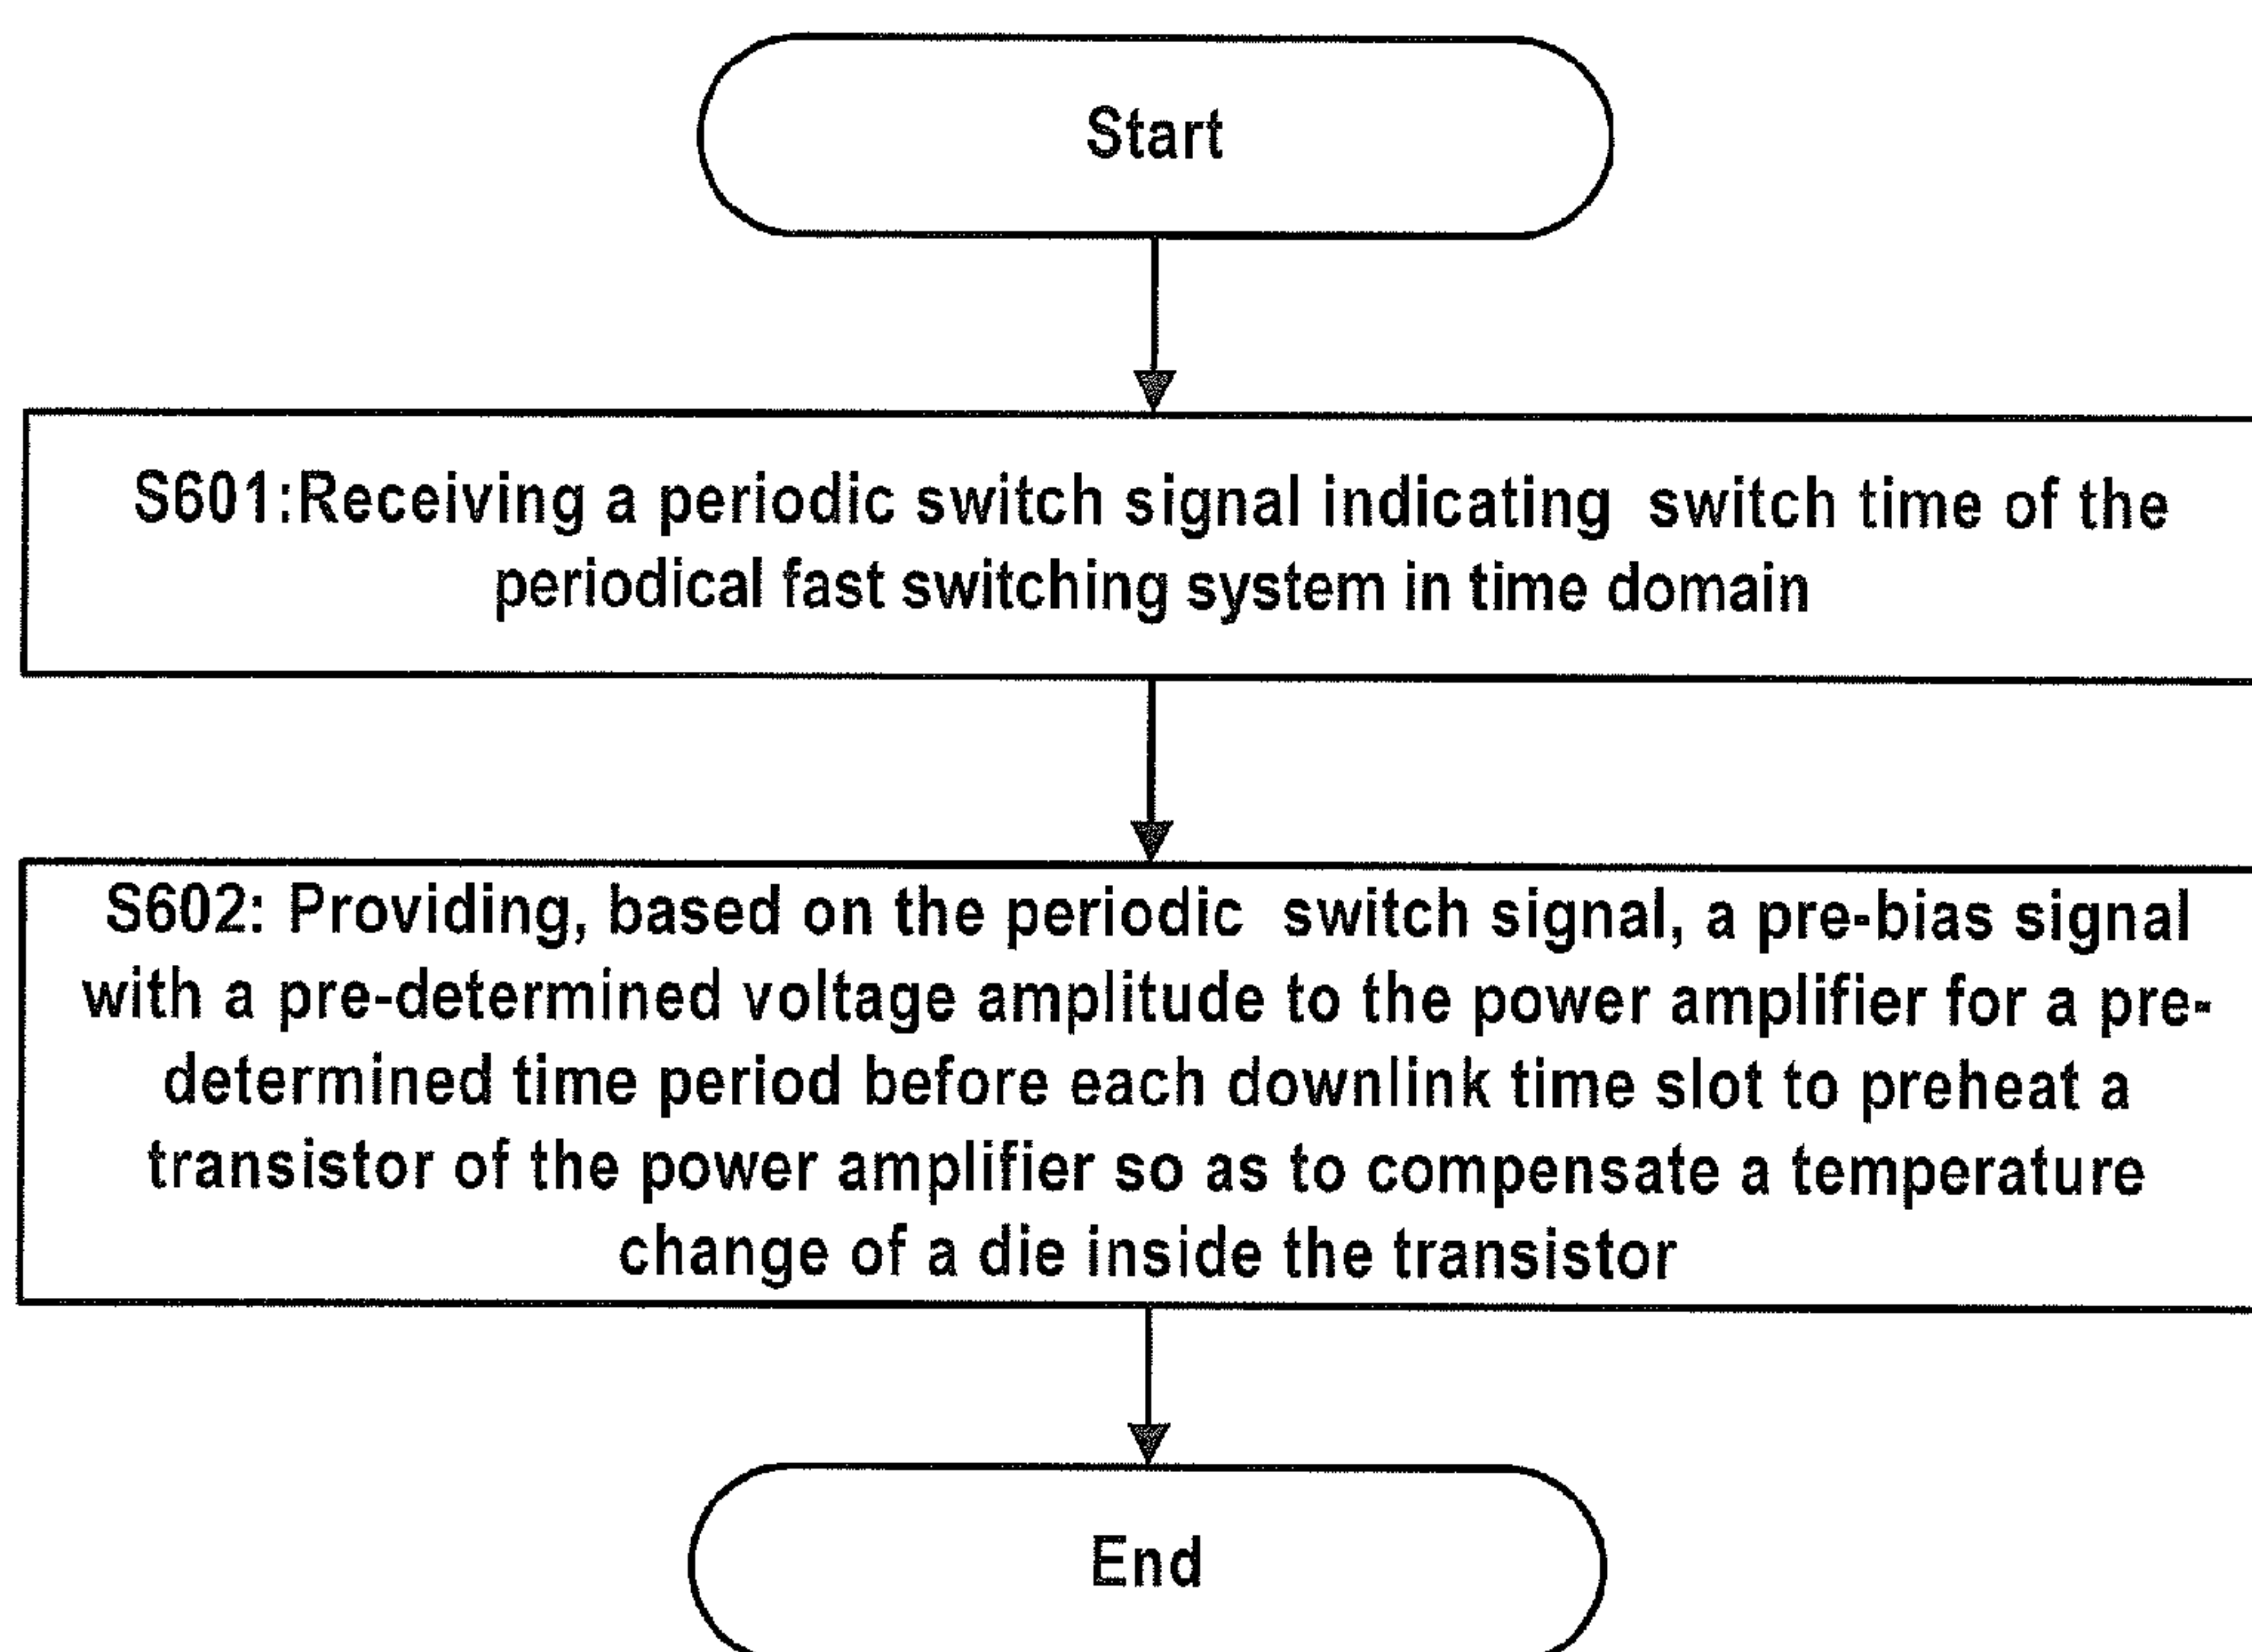 Start
S601:Receiving a periodic switch signal indicating switch time of the
periodical fast switching system in time domain
S602: Providing, based on the periodic switch signal, a pre-bias signal
with a pre-determined voltage amplitude to the power amplifier for a pre-
determined time period before each downlink time slot to preheat a
transistor of the power amplifier so as to compensate a temperature
change of a die inside the transistor
End